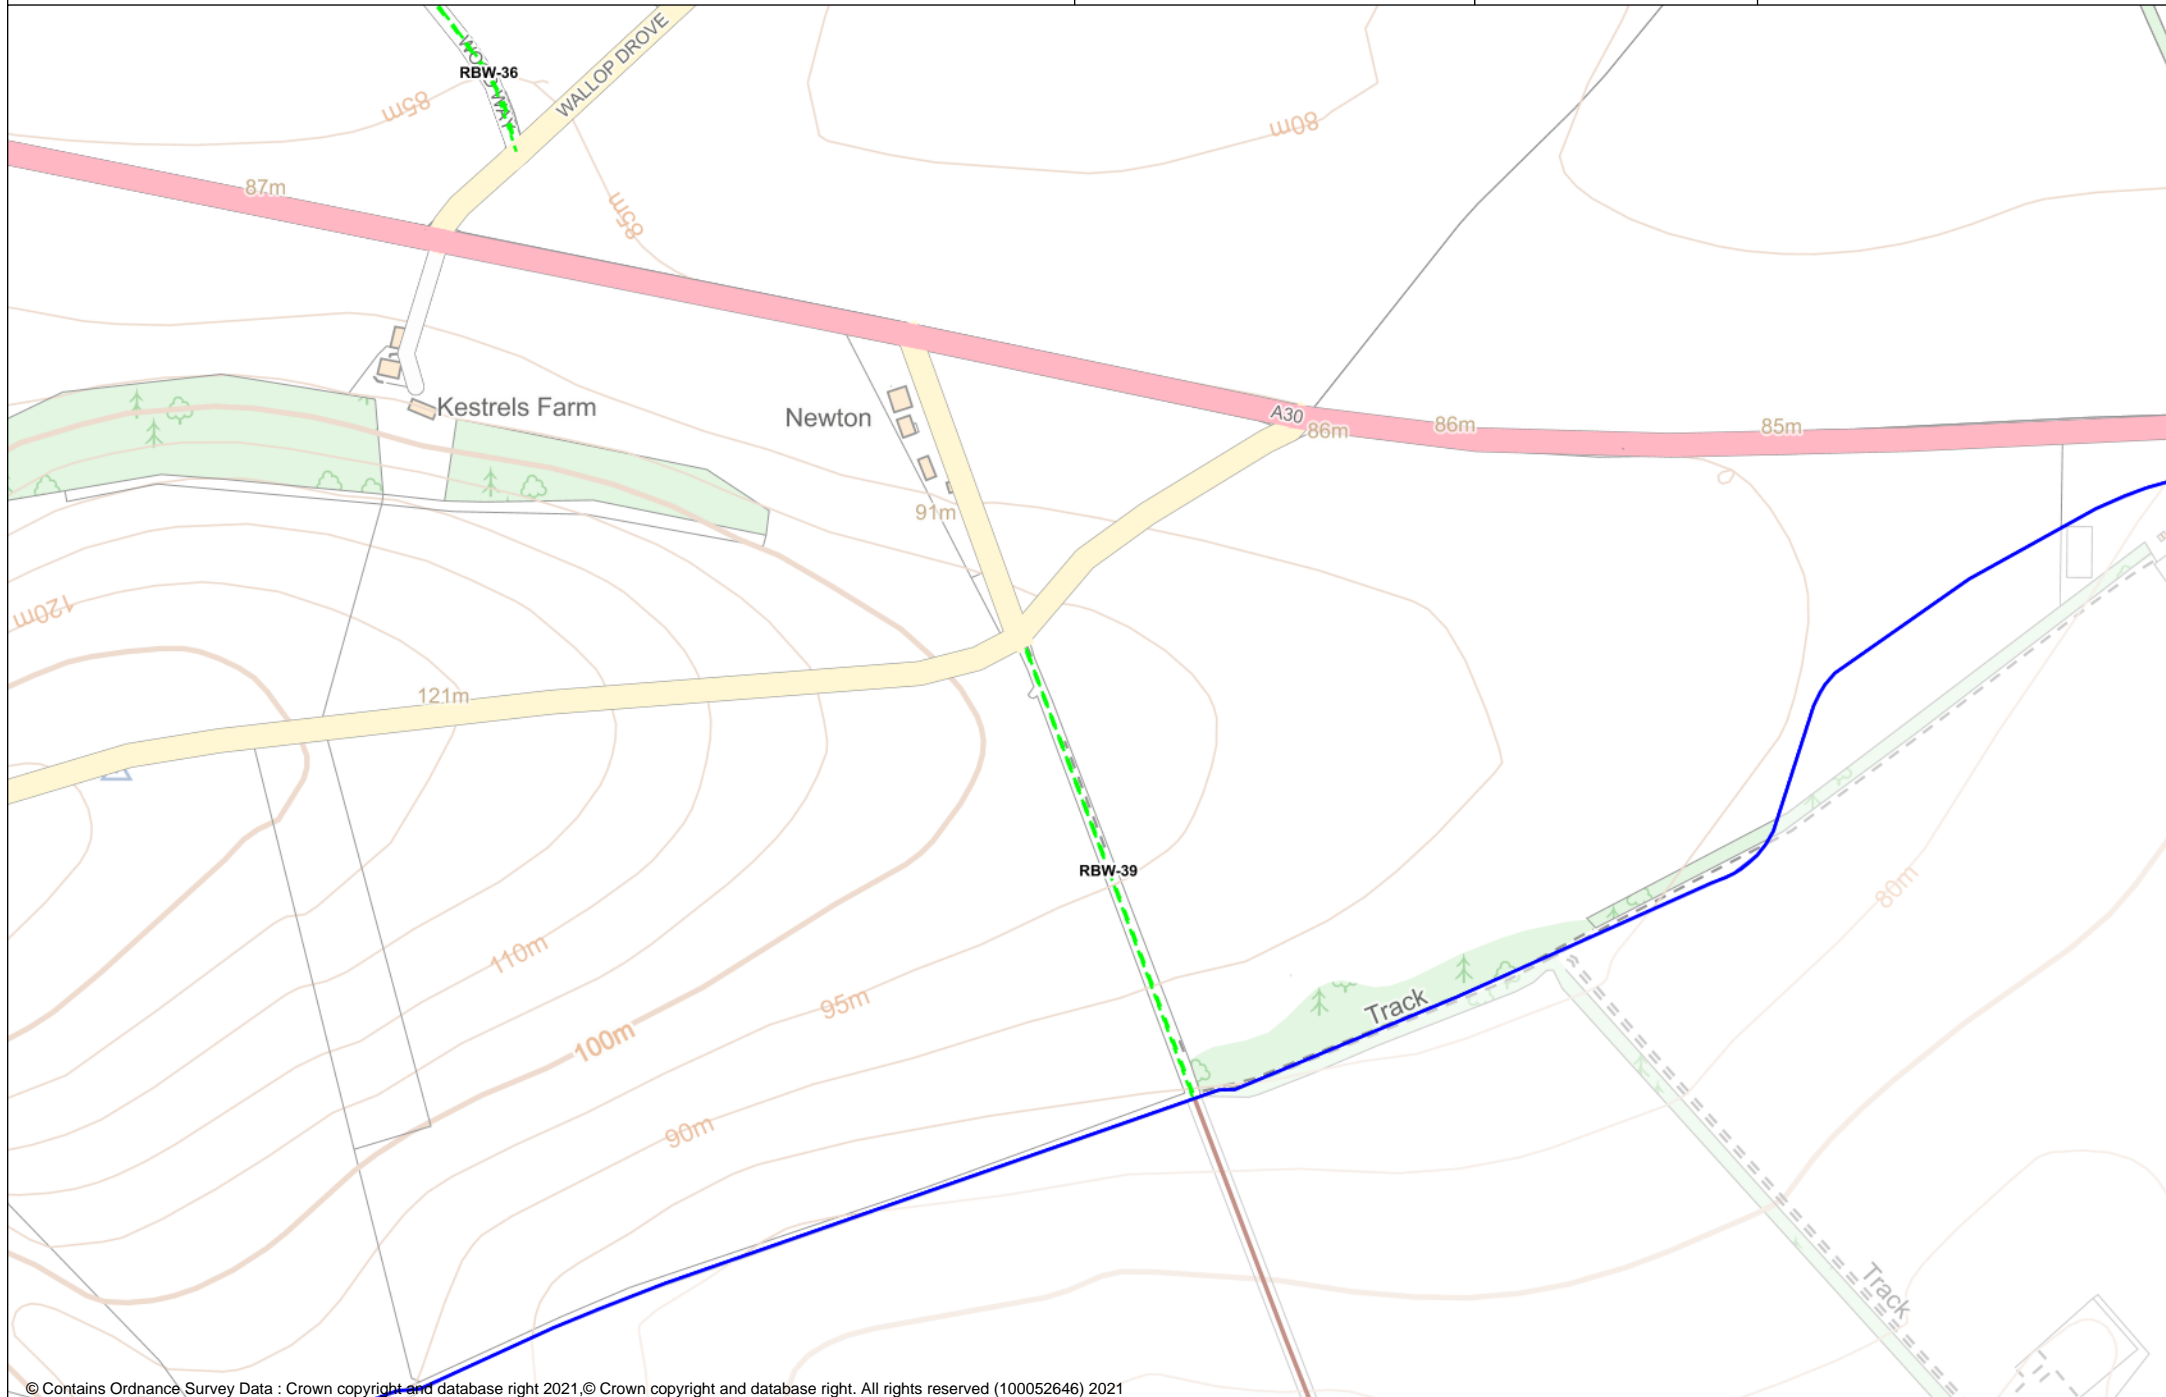 WALLOP DROVE
RBW-36
85m
80m
87m
85m
Kestrels Farm
Newton
A30
86m
86m
85m
91m
120m
121m
RBW-39
80m
110m
95m
Track
100m
90m
Track
© Contains Ordnance Survey Data : Crown copyright and database right 2021,© Crown copyright and database right. All rights reserved (100052646) 2021